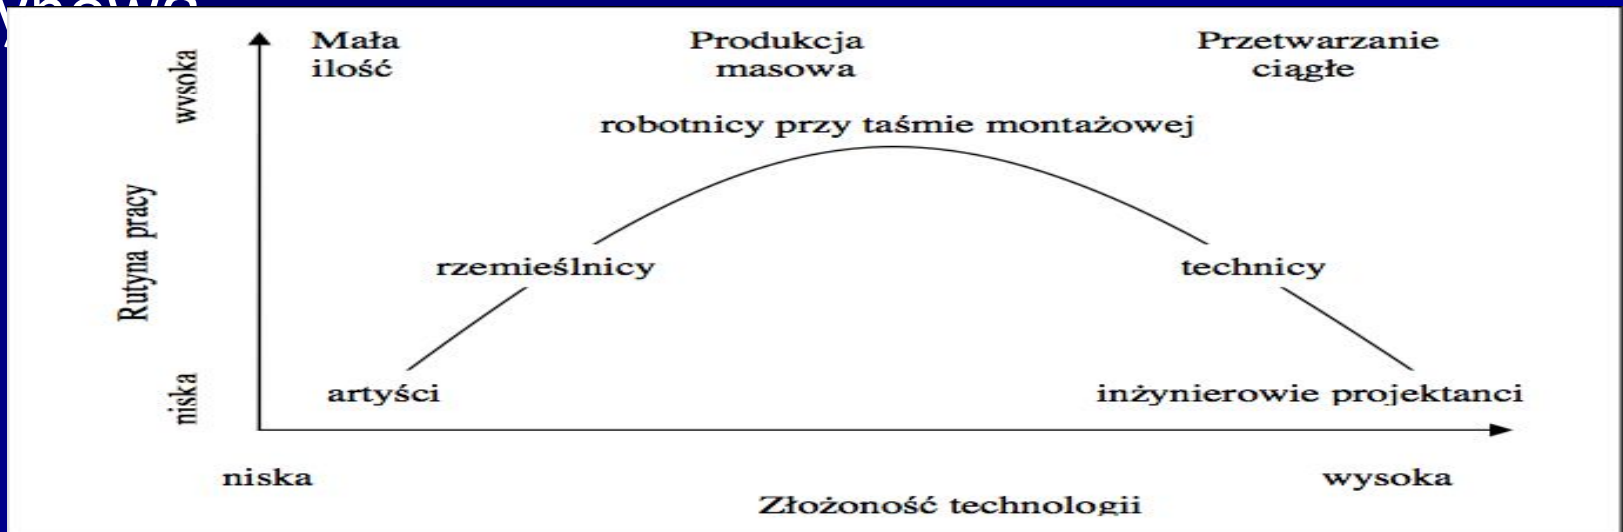 Mała
ilość
Produkcja
masowa
Przetwarzanie
ciągłe
wysoka
robotnicy przy taśmie montażowej
Rutyna pracy
rzemieślnicy
technicy
niska
artyści
inżynierowie projektanci
niska
wysoka
Złożoność technologii